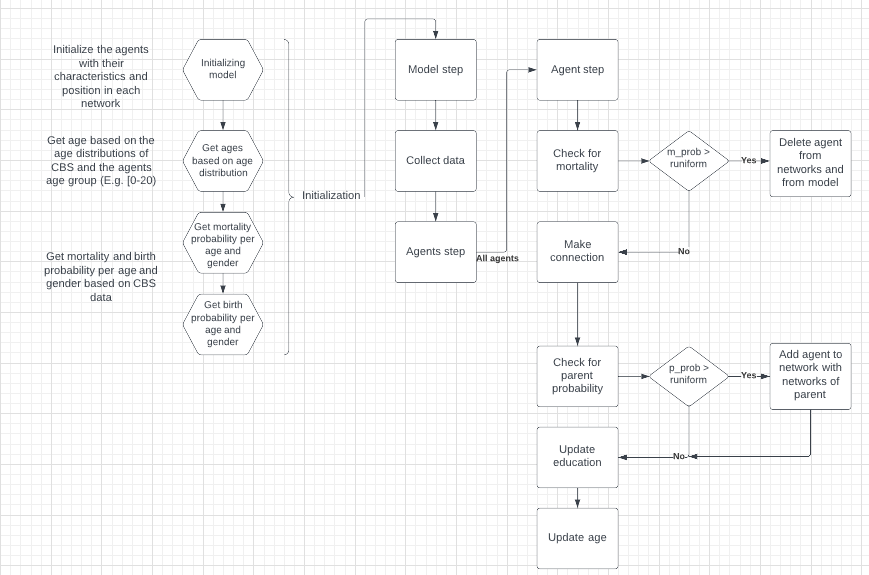 Initialize the agents
with their
characteristics and
position in each
network
Initializing
model
Get age based on the
age distributions of
CBS and the agents
age group (E.g. [0-20)
Get ages
based on age
distribution
Get mortality and birth
probability per age and
gender based on CBS
data
Get mortality
probability per
age and
gender
Get birth
probability per
age and
gender
Initialization
Model step
Collect data
Agents step
All agents
Agent step
Check for
mortality
m_prob >
runiform
Yes
Delete agent
from
networks and
from model
No
Make
connection
Check for
parent
probability
p_prob >
runiform
Yes
Add agent to
network with
networks of
parent
No
Update
education
Update age